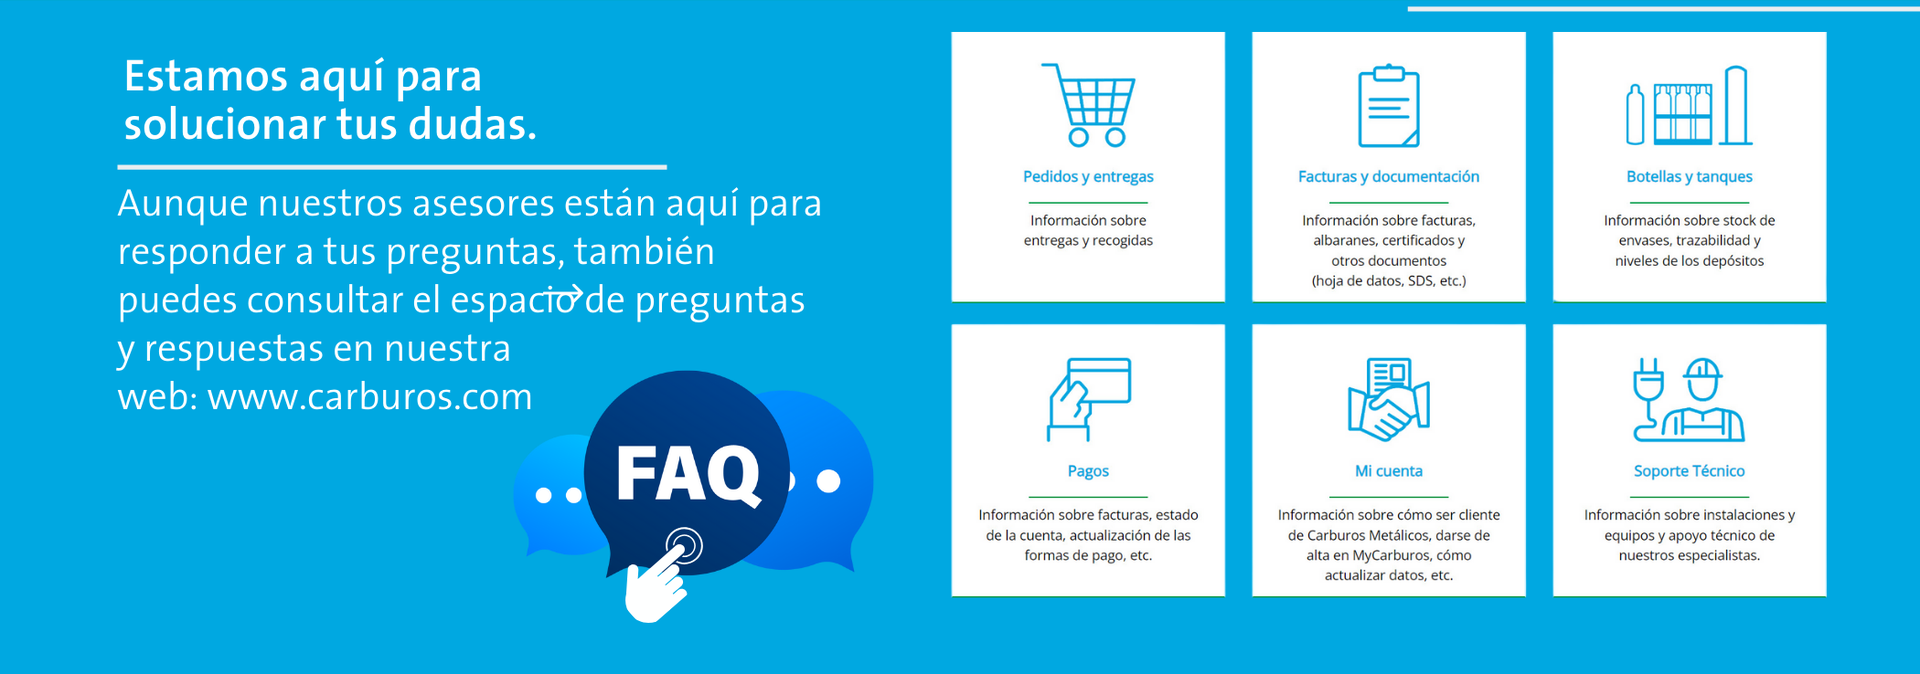 Estamos aquí para
solucionar tus dudas.
Aunque nuestros asesores están aquí para
responder a tus preguntas, también
puedes consultar el espacio de preguntas
y respuestas en nuestra
web: www.carburos.com
FAQ
Pedidos y entregas
Información sobre
entregas y recogidas
Facturas y documentación
Información sobre facturas,
albaranes, certificados y
otros documentos
(hoja de datos, SDS, etc.)
Botellas y tanques
Información sobre stock de
envases, trazabilidad y
niveles de los depósitos
Pagos
Información sobre facturas, estado
de la cuenta, actualización de las
formas de pago, etc.
Mi cuenta
Información sobre cómo ser cliente
de Carburos Metálicos, darse de
alta en MyCarburos, cómo
actualizar datos, etc.
Soporte Técnico
Información sobre instalaciones y
equipos y apoyo técnico de
nuestros especialistas.